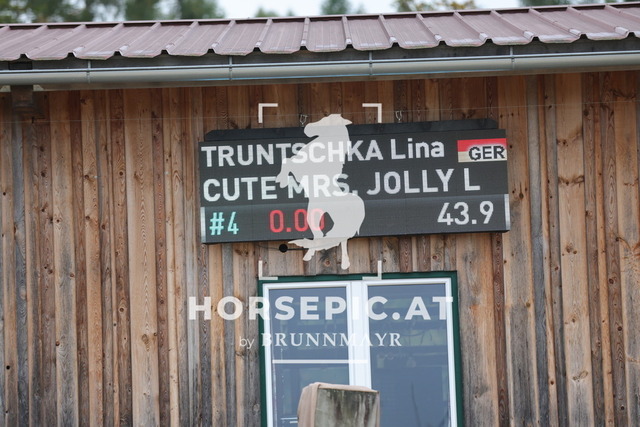 TRUNTSCHKA Lina GER
CUTE MRS. JOLLY L
#4 0.00 43.9
HORSEPIC.AT
by BRUNNMAYR